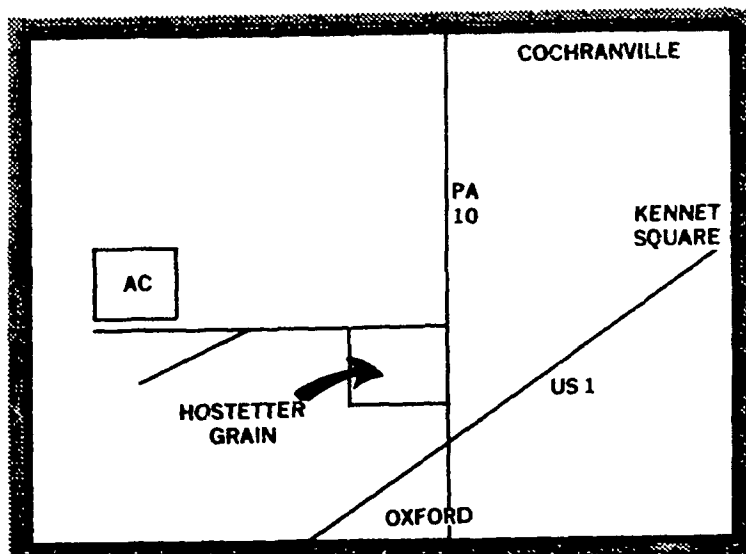 COCHRANVILLE
PA
10
KENNET
SQUARE
AC
US 1
HOSTETTER
GRAIN
OXFORD